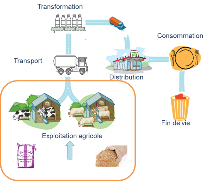 Transformation
Consommation
Transport
Distribution
Exploitation agricole
Fin de vie